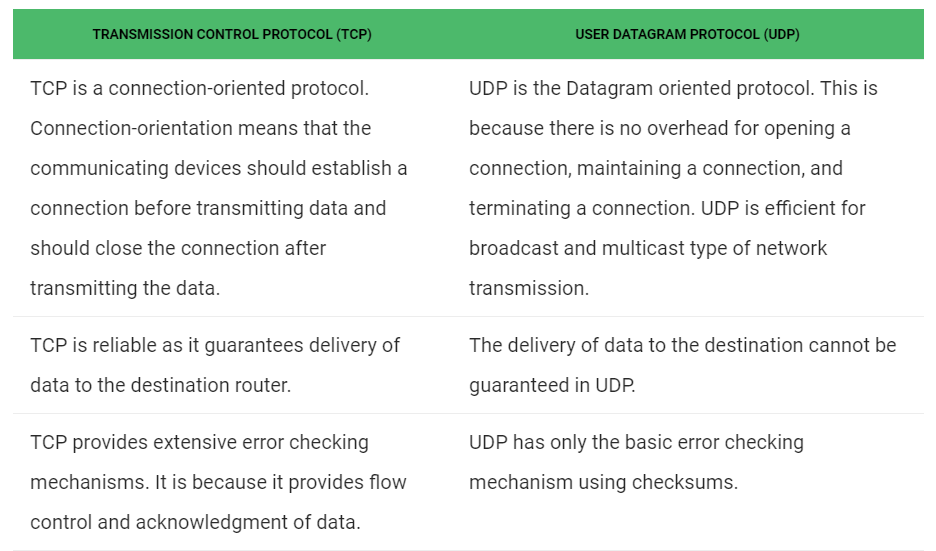 TRANSMISSION CONTROL PROTOCOL (TCP)
USER DATAGRAM PROTOCOL (UDP)
TCP is a connection-oriented protocol.
Connection-orientation means that the
communicating devices should establish a
connection before transmitting data and
should close the connection after
transmitting the data.
UDP is the Datagram oriented protocol. This is
because there is no overhead for opening a
connection, maintaining a connection, and
terminating a connection. UDP is efficient for
broadcast and multicast type of network
transmission.
TCP is reliable as it guarantees delivery of
data to the destination router.
The delivery of data to the destination cannot be
guaranteed in UDP.
TCP provides extensive error checking
mechanisms. It is because it provides flow
control and acknowledgment of data.
UDP has only the basic error checking
mechanism using checksums.